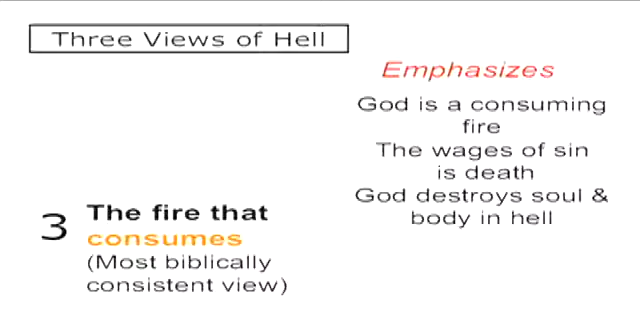 Three Views of Hell
Emphasizes
God is a consuming
fire
The wages of sin
is death
God destroys soul &
body in hell
3
The fire that
consumes
(Most biblically
consistent view)